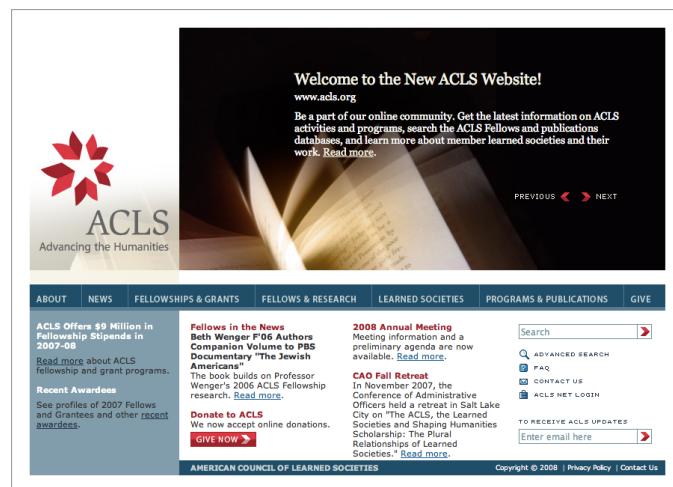 Welcome to the New ACLS Website!
www.acls.org
Be a part of our online community. Get the latest information on ACLS
activities and programs, search the ACLS Fellows and publications
databases, and learn more about member learned societies and their
work. Read more.
PREVIOUS NEXT
ACLS
Advancing the Humanities
ABOUT NEWS FELLOWSHIPS & GRANTS FELLOWS & RESEARCH LEARNED SOCIETIES PROGRAMS & PUBLICATIONS GIVE
ACLS Offers $9 Million in
Fellowship Stipends in
2007-08
Read more about ACLS
fellowship and grant programs.
Recent Awardees
See profiles of 2007 Fellows
and Grantees and other recent
awardees.
Fellows in the News
Beth Wenger F'06 Authors
Companion Volume to PBS
Documentary "The Jewish
Americans"
The book builds on Professor
Wenger's 2006 ACLS Fellowship
research. Read more.
Donate to ACLS
We now accept online donations.
GIVE NOW
2008 Annual Meeting
Meeting information and a
preliminary agenda are now
available. Read more.
CAO Fall Retreat
In November 2007, the
Conference of Administrative
Officers held a retreat in Salt Lake
City on "The ACLS, the Learned
Societies and Shaping Humanities
Scholarship: The Plural
Relationships of Learned
Societies." Read more.
Search
ADVANCED SEARCH
FAQ
CONTACT US
ACLS NET LOGIN
TO RECEIVE ACLS UPDATES
Enter email here
AMERICAN COUNCIL OF LEARNED SOCIETIES
Copyright © 2008 | Privacy Policy | Contact Us